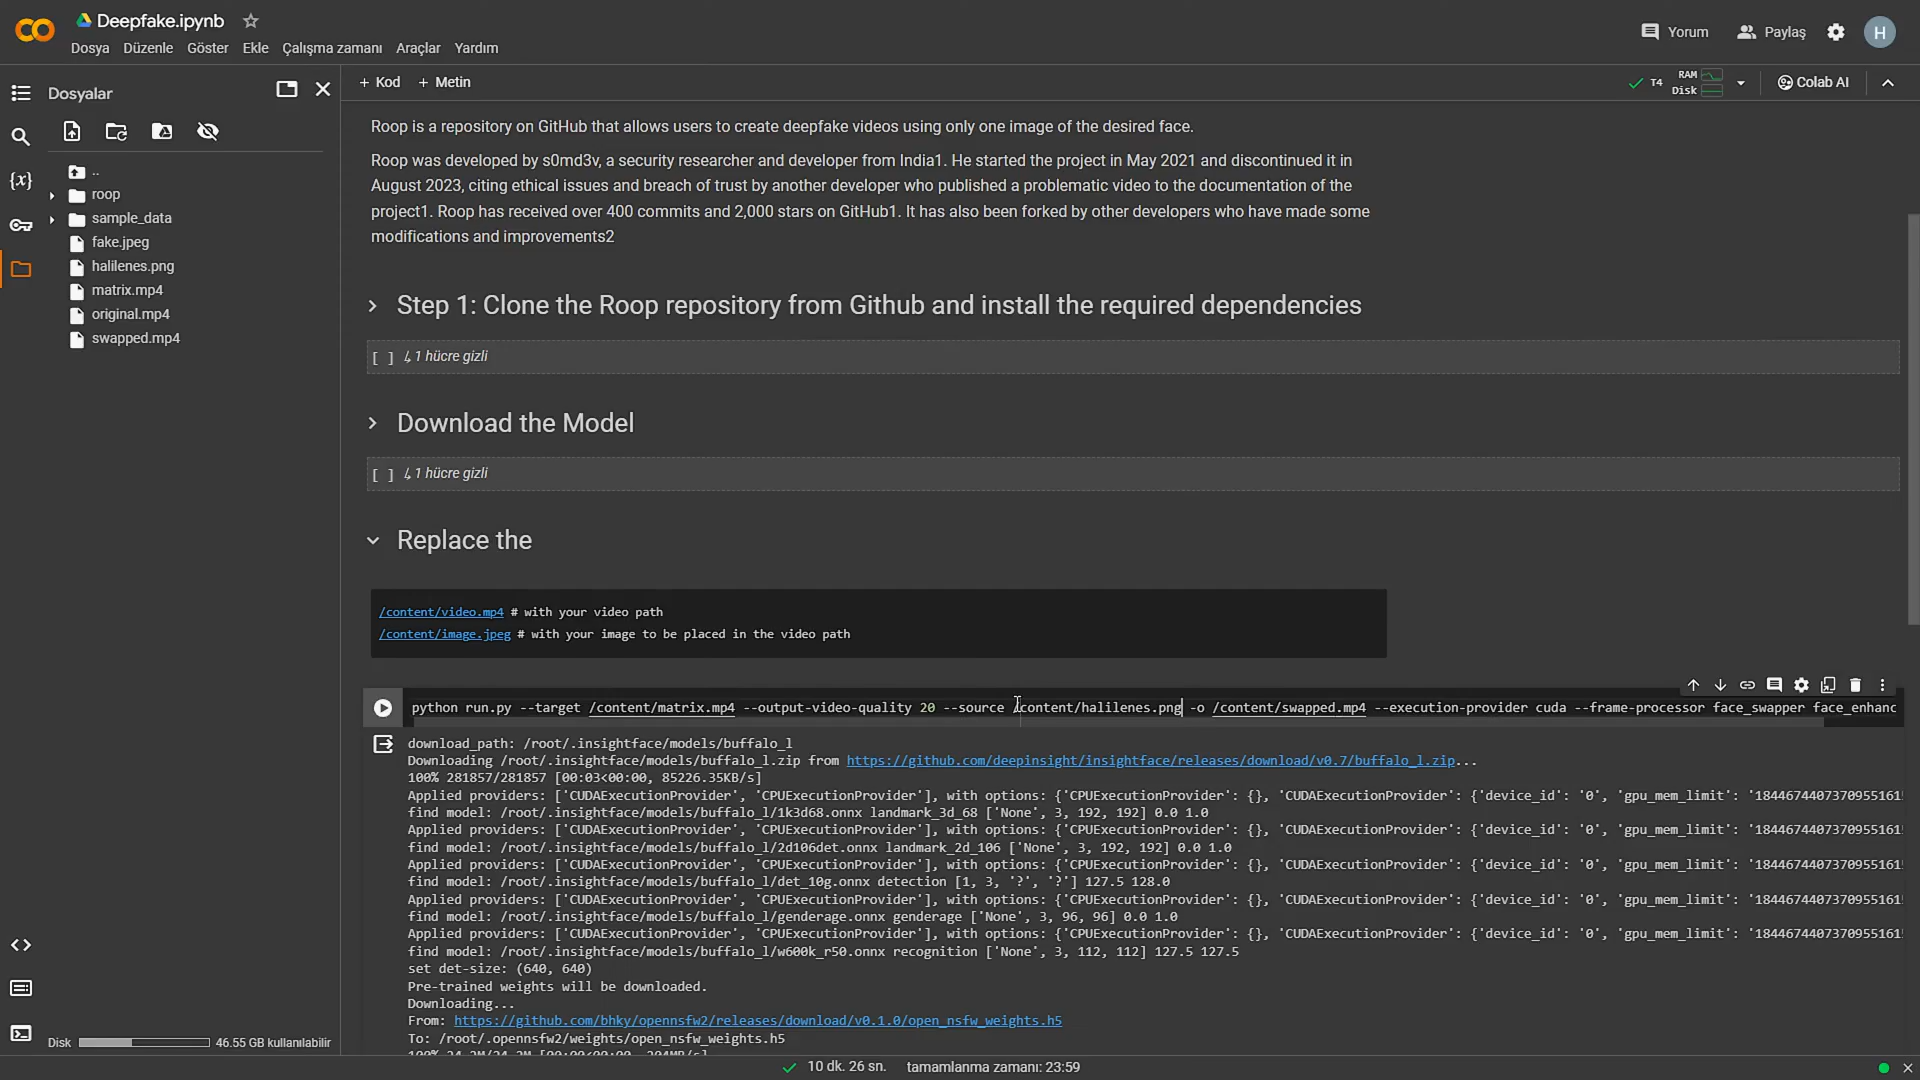 Deepfake.ipynb
Dosya Düzenle Göster Ekle Çalışma zamanı Araçlar Yardım
Yorum Paylaş H
Dosyalar
+ Kod + Metin
T4 RAM Disk Colab AI
..
roop
sample_data
fake.jpeg
halilenes.png
matrix.mp4
original.mp4
swapped.mp4
Roop is a repository on GitHub that allows users to create deepfake videos using only one image of the desired face.
Roop was developed by s0md3v, a security researcher and developer from India1. He started the project in May 2021 and discontinued it in
August 2023, citing ethical issues and breach of trust by another developer who published a problematic video to the documentation of the
project1. Roop has received over 400 commits and 2,000 stars on GitHub1. It has also been forked by other developers who have made some
modifications and improvements2
Step 1: Clone the Roop repository from Github and install the required dependencies
[ ] ↳ 1 hücre gizli
Download the Model
[ ] ↳ 1 hücre gizli
Replace the
/content/video.mp4 # with your video path
/content/image.jpeg # with your image to be placed in the video path
python run.py --target /content/matrix.mp4 --output-video-quality 20 --source /content/halilenes.png -o /content/swapped.mp4 --execution-provider cuda --frame-processor face_swapper face_enhanc
download_path: /root/.insightface/models/buffalo_l
Downloading /root/.insightface/models/buffalo_l.zip from https://github.com/deepinsight/insightface/releases/download/v0.7/buffalo_l.zip...
100% 281857/281857 [00:03<00:00, 85226.35KB/s]
Applied providers: ['CUDAExecutionProvider', 'CPUExecutionProvider'], with options: {'CPUExecutionProvider': {}, 'CUDAExecutionProvider': {'device_id': '0', 'gpu_mem_limit': '1844674407370955161
find model: /root/.insightface/models/buffalo_l/1k3d68.onnx landmark_3d_68 ['None', 3, 192, 192] 0.0 1.0
Applied providers: ['CUDAExecutionProvider', 'CPUExecutionProvider'], with options: {'CPUExecutionProvider': {}, 'CUDAExecutionProvider': {'device_id': '0', 'gpu_mem_limit': '1844674407370955161
find model: /root/.insightface/models/buffalo_l/2d106det.onnx landmark_2d_106 ['None', 3, 192, 192] 0.0 1.0
Applied providers: ['CUDAExecutionProvider', 'CPUExecutionProvider'], with options: {'CPUExecutionProvider': {}, 'CUDAExecutionProvider': {'device_id': '0', 'gpu_mem_limit': '1844674407370955161
find model: /root/.insightface/models/buffalo_l/det_10g.onnx detection [1, 3, '?', '?'] 127.5 128.0
Applied providers: ['CUDAExecutionProvider', 'CPUExecutionProvider'], with options: {'CPUExecutionProvider': {}, 'CUDAExecutionProvider': {'device_id': '0', 'gpu_mem_limit': '1844674407370955161
find model: /root/.insightface/models/buffalo_l/genderage.onnx genderage ['None', 3, 96, 96] 0.0 1.0
Applied providers: ['CUDAExecutionProvider', 'CPUExecutionProvider'], with options: {'CPUExecutionProvider': {}, 'CUDAExecutionProvider': {'device_id': '0', 'gpu_mem_limit': '1844674407370955161
find model: /root/.insightface/models/buffalo_l/w600k_r50.onnx recognition ['None', 3, 112, 112] 127.5 127.5
set det-size: (640, 640)
Pre-trained weights will be downloaded.
Downloading...
From: https://github.com/bhky/opennsfw2/releases/download/v0.1.0/open_nsfw_weights.h5
To: /root/.opennsfw2/weights/open_nsfw_weights.h5
Disk 46.55 GB kullanılabilir
10 dk. 26 sn. tamamlanma zamanı: 23:59